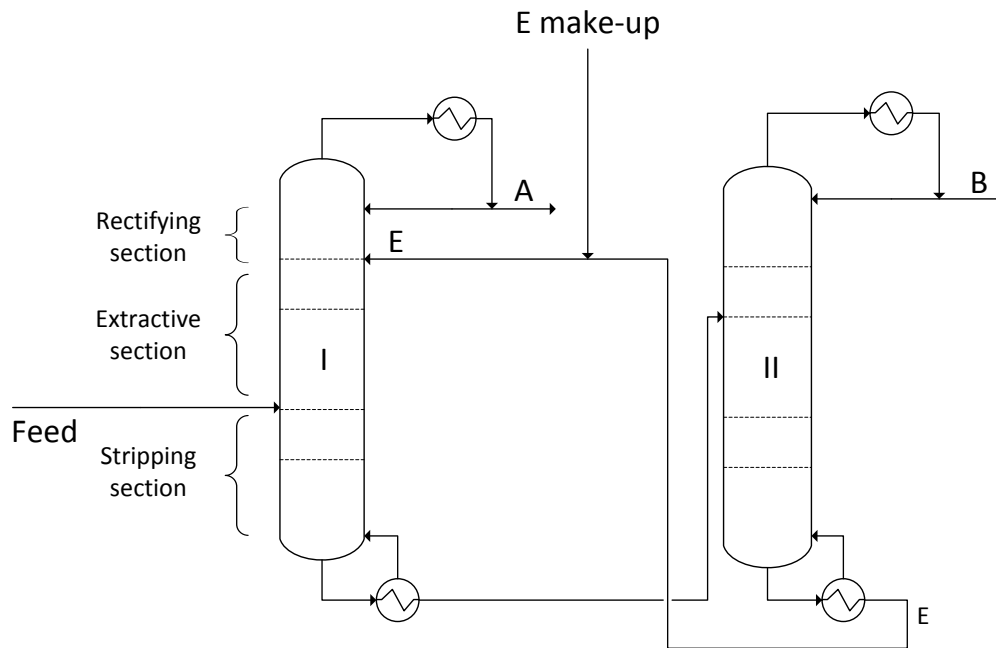 E make-up
A
B
Rectifying
section
E
Extractive
section
I
II
Feed
Stripping
section
E